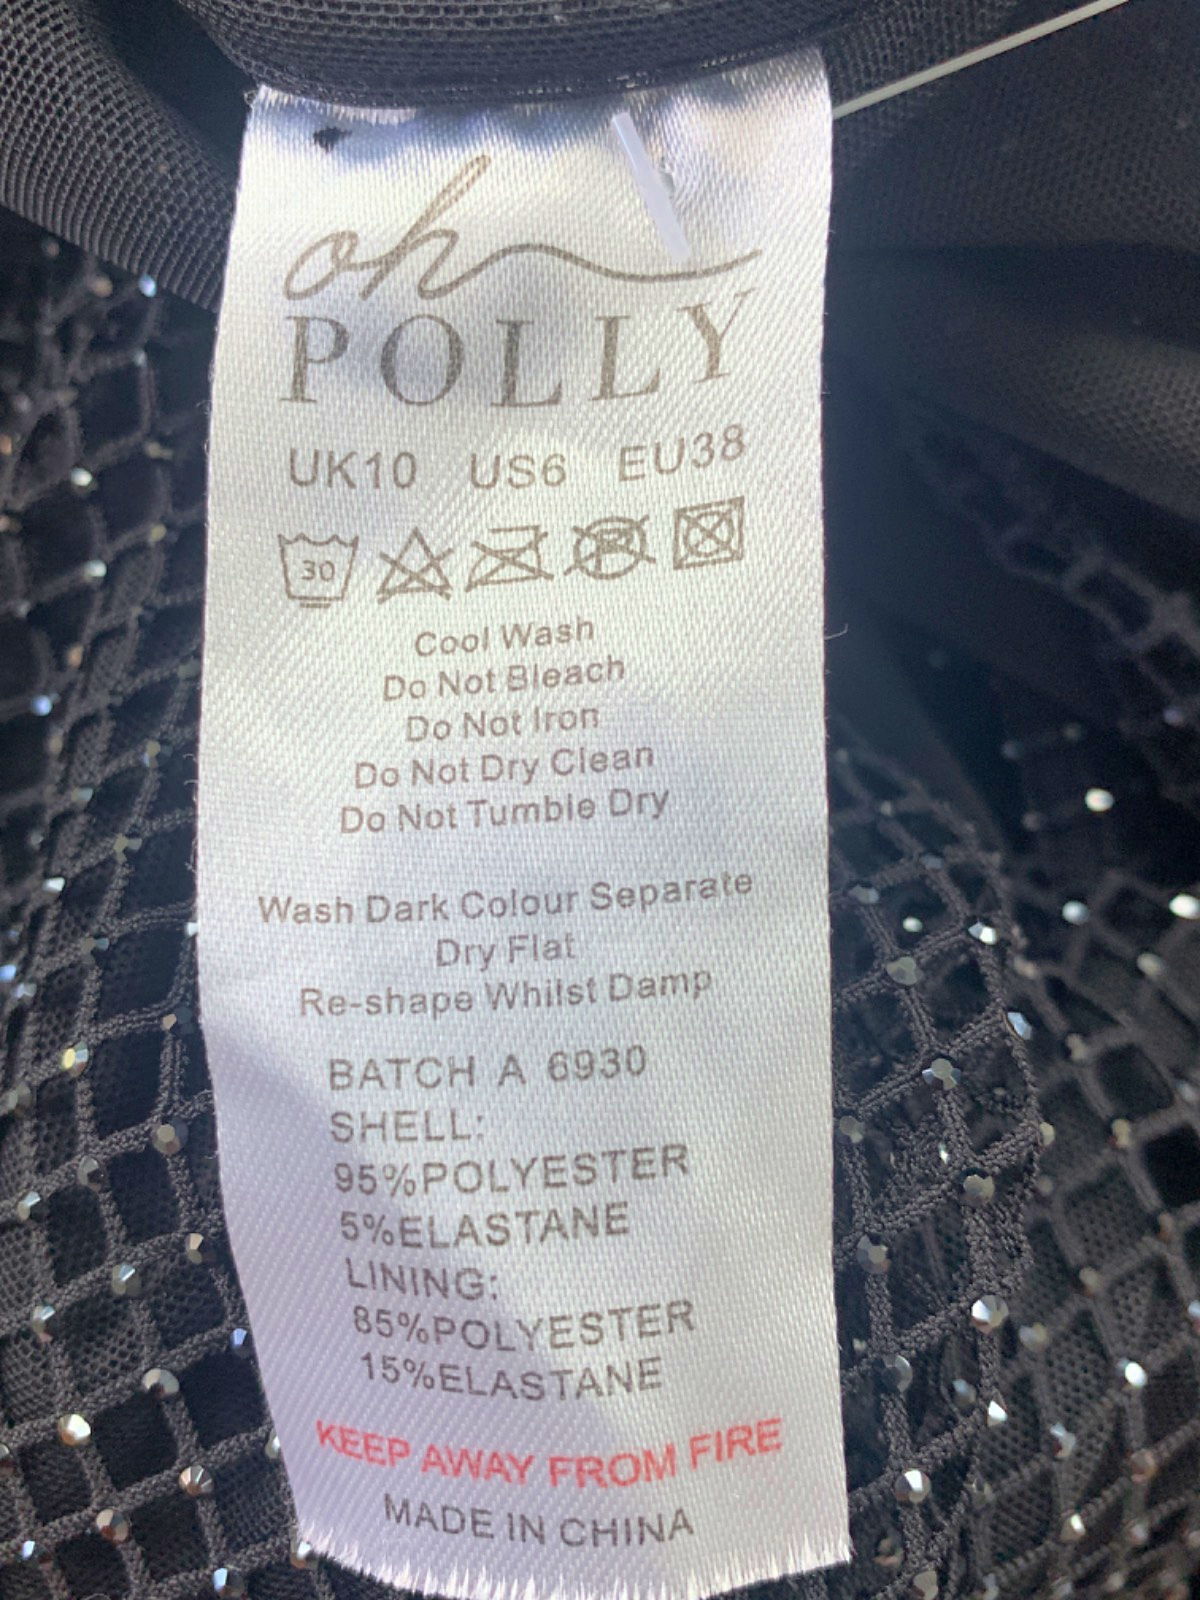 oh
POLLY
UK10 US6 EU38
30 P
Cool Wash
Do Not Bleach
Do Not Iron
Do Not Dry Clean
Do Not Tumble Dry
Wash Dark Colour Separate
Dry Flat
Re-shape Whilst Damp
BATCH A 6930
SHELL:
95%POLYESTER
5%ELASTANE
LINING:
85%POLYESTER
15%ELASTANE
KEEP AWAY FROM FIRE
MADE IN CHINA